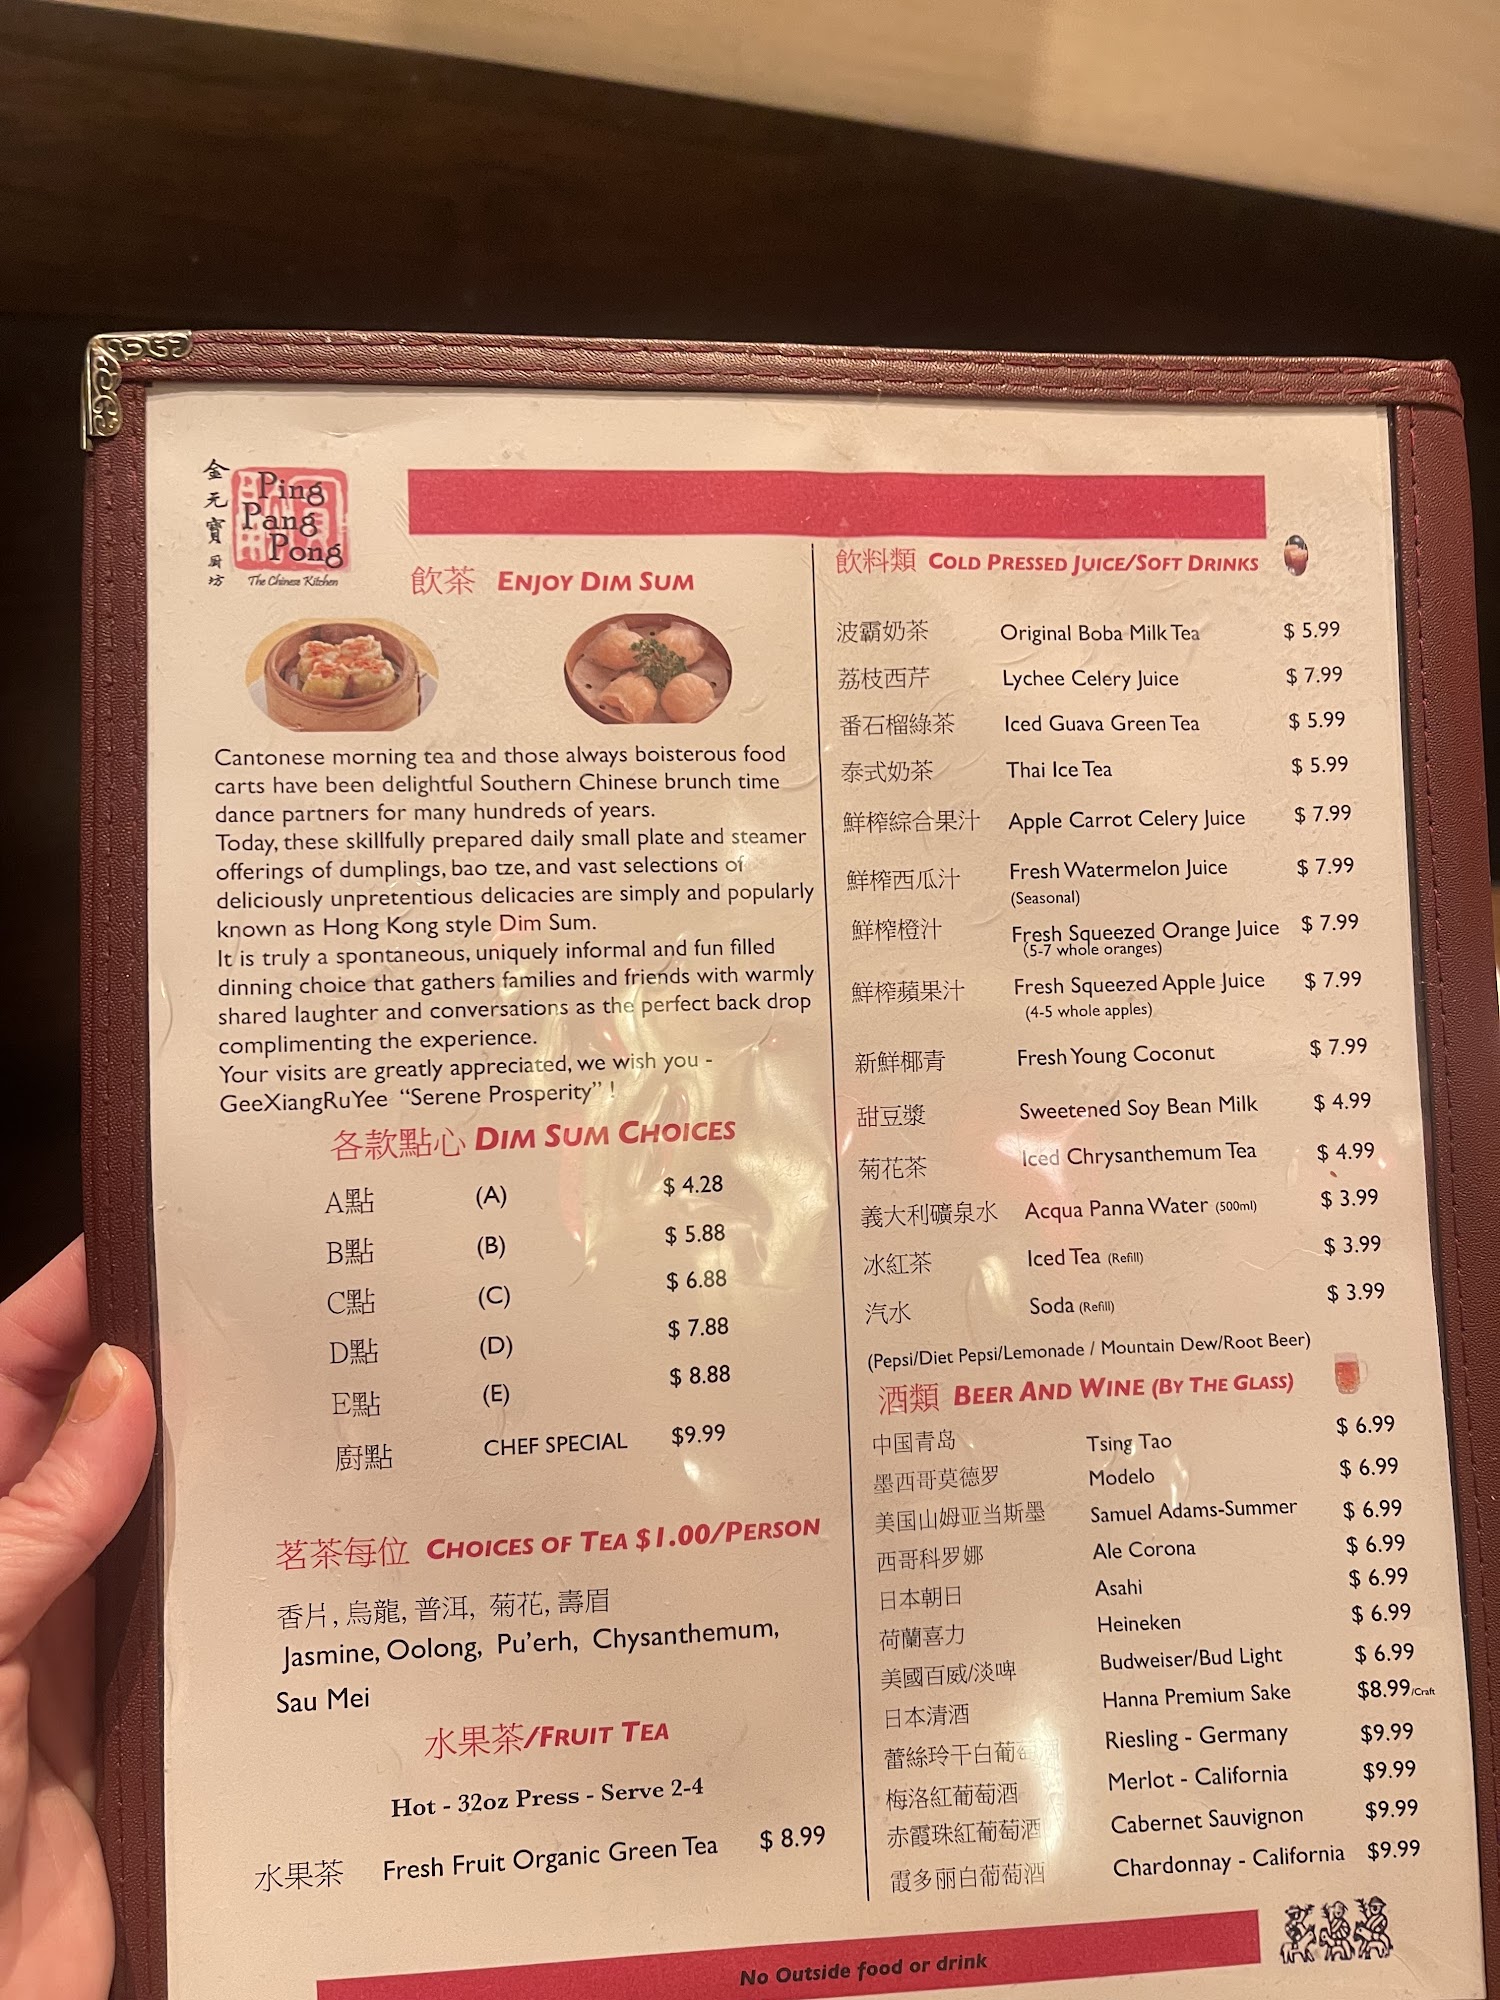 金元寶厨坊
Ping
Pang
Pong
The Chinese Kitchen
飲茶 ENJOY DIM SUM
Cantonese morning tea and those always boisterous food
carts have been delightful Southern Chinese brunch time
dance partners for many hundreds of years.
Today, these skillfully prepared daily small plate and steamer
offerings of dumplings, bao tze, and vast selections of
deliciously unpretentious delicacies are simply and popularly
known as Hong Kong style Dim Sum.
It is truly a spontaneous, uniquely informal and fun filled
dinning choice that gathers families and friends with warmly
shared laughter and conversations as the perfect back drop
complimenting the experience.
Your visits are greatly appreciated, we wish you -
GeeXiangRuYee "Serene Prosperity" !
各款點心 DIM SUM CHOICES
A點 (A) $ 4.28
B點 (B) $ 5.88
C點 (C) $ 6.88
D點 (D) $ 7.88
E點 (E) $ 8.88
廚點 CHEF SPECIAL $9.99
茗茶每位 CHOICES OF TEA $1.00/PERSON
香片, 烏龍, 普洱, 菊花, 壽眉
Jasmine, Oolong, Pu'erh, Chysanthemum,
Sau Mei
水果茶/FRUIT TEA
Hot - 32oz Press - Serve 2-4
水果茶 Fresh Fruit Organic Green Tea $ 8.99
飲料類 COLD PRESSED JUICE/SOFT DRINKS
波霸奶茶 Original Boba Milk Tea $ 5.99
荔枝西芹 Lychee Celery Juice $ 7.99
番石榴綠茶 Iced Guava Green Tea $ 5.99
泰式奶茶 Thai Ice Tea $ 5.99
鮮榨綜合果汁 Apple Carrot Celery Juice $ 7.99
鮮榨西瓜汁 Fresh Watermelon Juice $ 7.99
(Seasonal)
鮮榨橙汁 Fresh Squeezed Orange Juice $ 7.99
(5-7 whole oranges)
鮮榨蘋果汁 Fresh Squeezed Apple Juice $ 7.99
(4-5 whole apples)
新鮮椰青 Fresh Young Coconut $ 7.99
甜豆漿 Sweetened Soy Bean Milk $ 4.99
菊花茶 Iced Chrysanthemum Tea $ 4.99
義大利礦泉水 Acqua Panna Water (500ml) $ 3.99
冰紅茶 Iced Tea (Refill) $ 3.99
汽水 Soda (Refill) $ 3.99
(Pepsi/Diet Pepsi/Lemonade / Mountain Dew/Root Beer)
酒類 BEER AND WINE (BY THE GLASS)
中国青岛 Tsing Tao $ 6.99
墨西哥莫德罗 Modelo $ 6.99
美国山姆亚当斯墨 Samuel Adams-Summer $ 6.99
西哥科罗娜 Ale Corona $ 6.99
日本朝日 Asahi $ 6.99
荷蘭喜力 Heineken $ 6.99
美國百威/淡啤 Budweiser/Bud Light $ 6.99
日本清酒 Hanna Premium Sake $8.99/Craft
蕾絲玲干白葡 Riesling - Germany $9.99
梅洛紅葡萄酒 Merlot - California $9.99
赤霞珠紅葡萄酒 Cabernet Sauvignon $9.99
霞多丽白葡萄酒 Chardonnay - California $9.99
No Outside food or drink